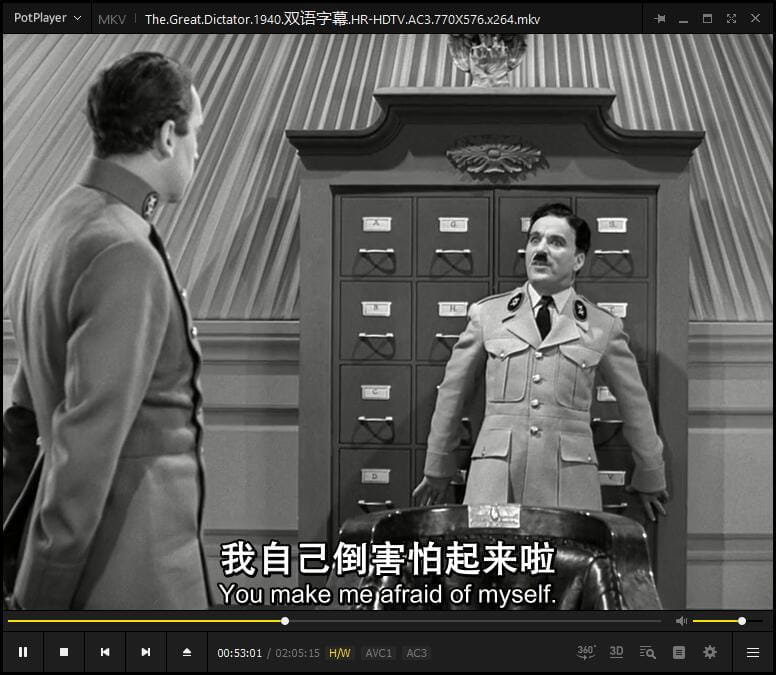 PotPlayer
MKV
The.Great.Dictator.1940.双语字幕.HR-HDTV.AC3.770X576.x264.mkv
A
G
B
H
C
D
我自己倒害怕起来啦
You make me afraid of myself.
00:53:01 / 02:05:15 H/W AVC1 AC3
360°
3D